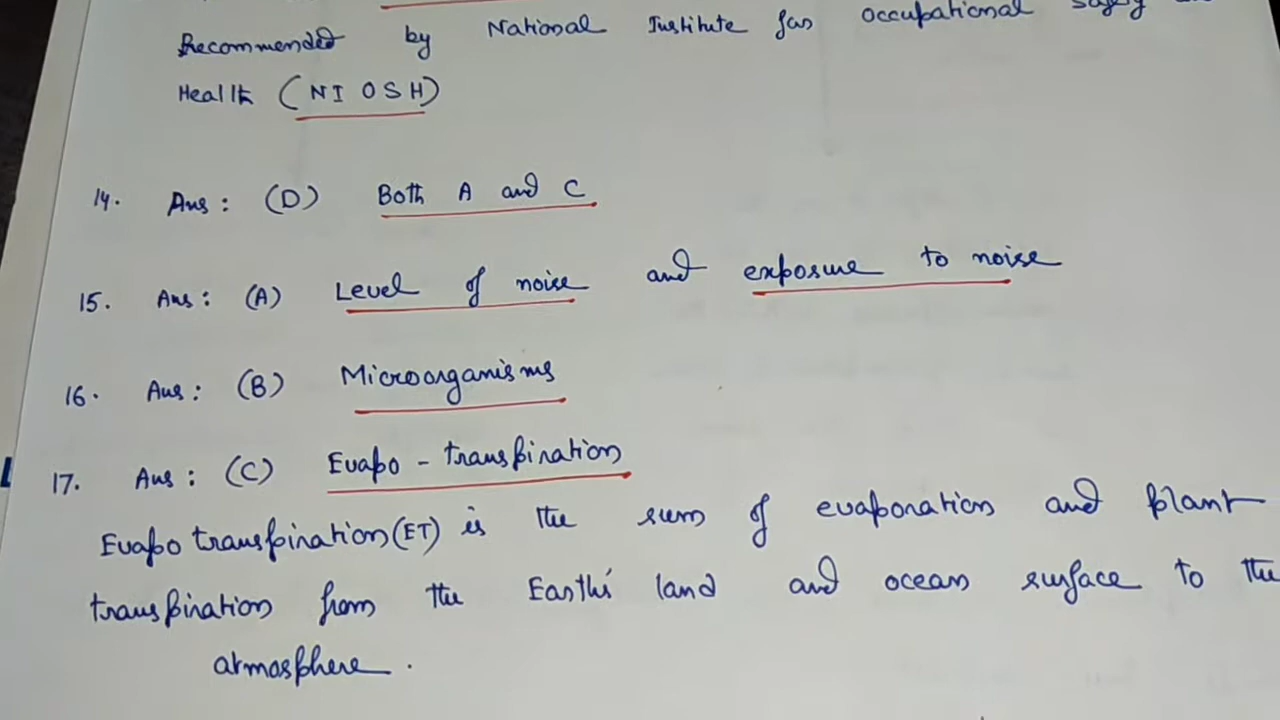 Recommended by National Institute for Occupational
Health (NIOSH)
14. Ans : (D) Both A and C
15. Ans : (A) Level of noise and exposure to noise
16. Ans : (B) Microorganisms
17. Ans : (C) Evapo - transpiration
Evapo transpiration (ET) is the sum of evaporation and plant
transpiration from the Earth's land and ocean surface to the
atmosphere.